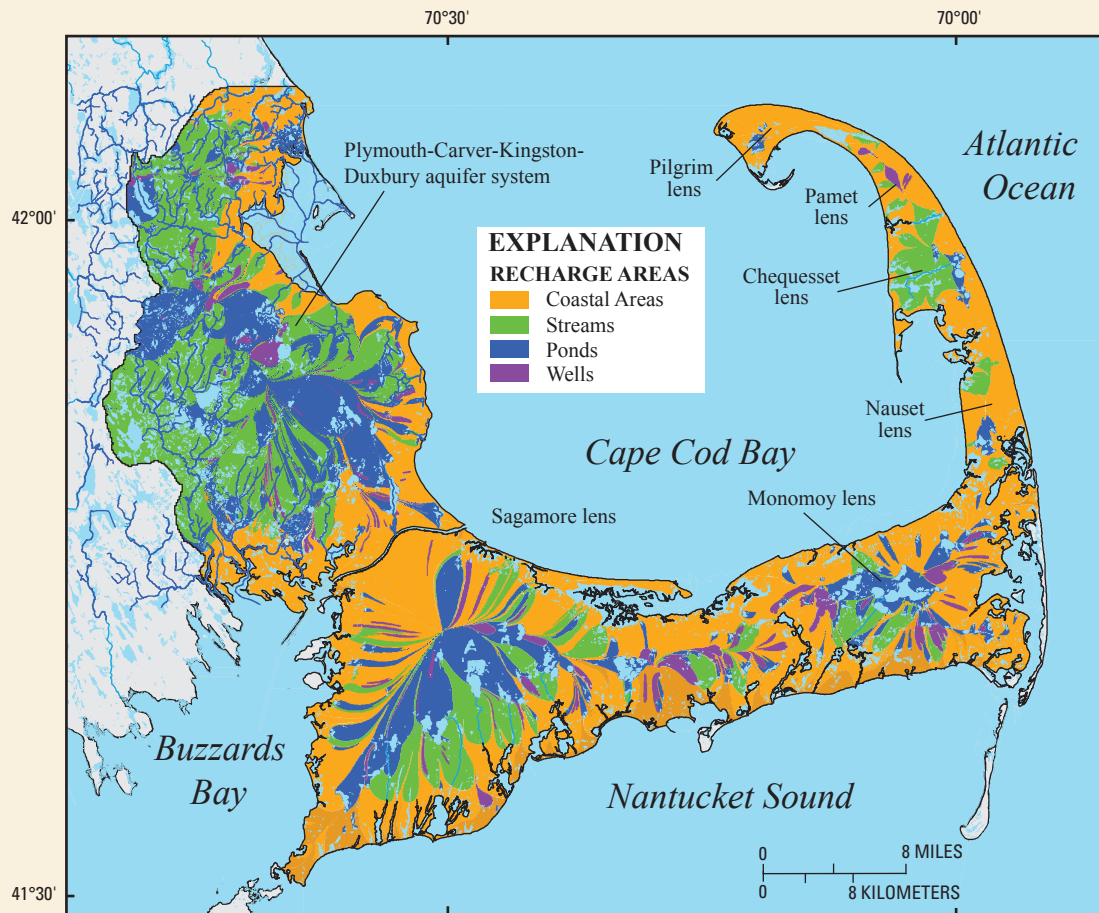 70°30'
70°00'
42°00'
41°30'
Plymouth-Carver-Kingston-
Duxbury aquifer system
Pilgrim
lens
Pamet
lens
Atlantic
Ocean
EXPLANATION
RECHARGE AREAS
Coastal Areas
Streams
Ponds
Wells
Chequesset
lens
Nauset
lens
Cape Cod Bay
Monomoy lens
Sagamore lens
Buzzards
Bay
Nantucket Sound
0 8 MILES
0 8 KILOMETERS